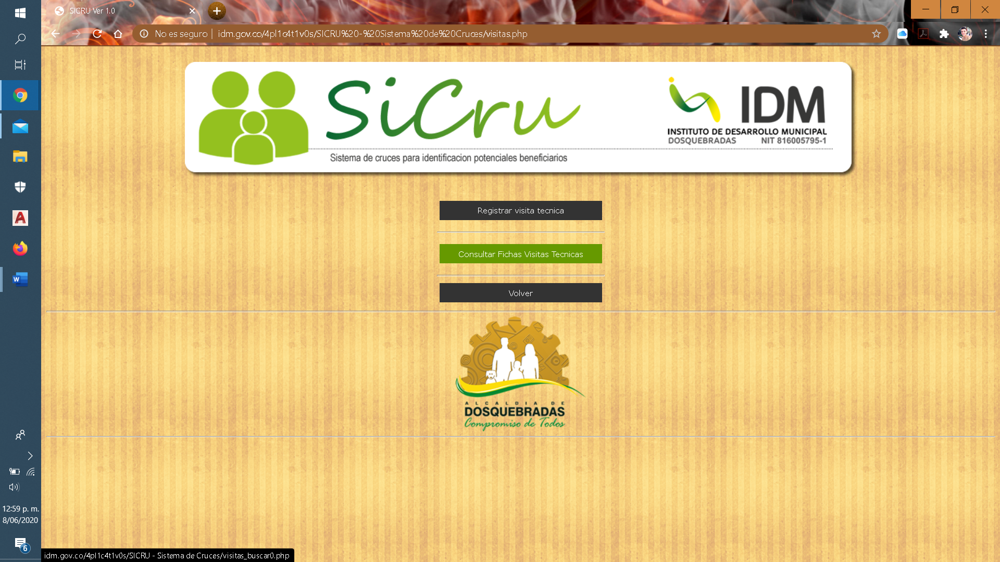 SICRU Ver 1.0
No es seguro | idm.gov.co/4pl1c4t1v0s/SICRU%20-%20Sistema%20de%20Cruces/visitas.php
SiCru
Sistema de cruces para identificacion potenciales beneficiarios
IDM
INSTITUTO DE DESARROLLO MUNICIPAL
DOSQUEBRADAS NIT 816005795-1
Registrar visita tecnica
Consultar Fichas Visitas Tecnicas
Volver
ALCALDIA DE
DOSQUEBRADAS
Compromiso de Todos
W
12:59 p. m.
8/06/2020
6
idm.gov.co/4pl1c4t1v0s/SICRU - Sistema de Cruces/visitas_buscar0.php